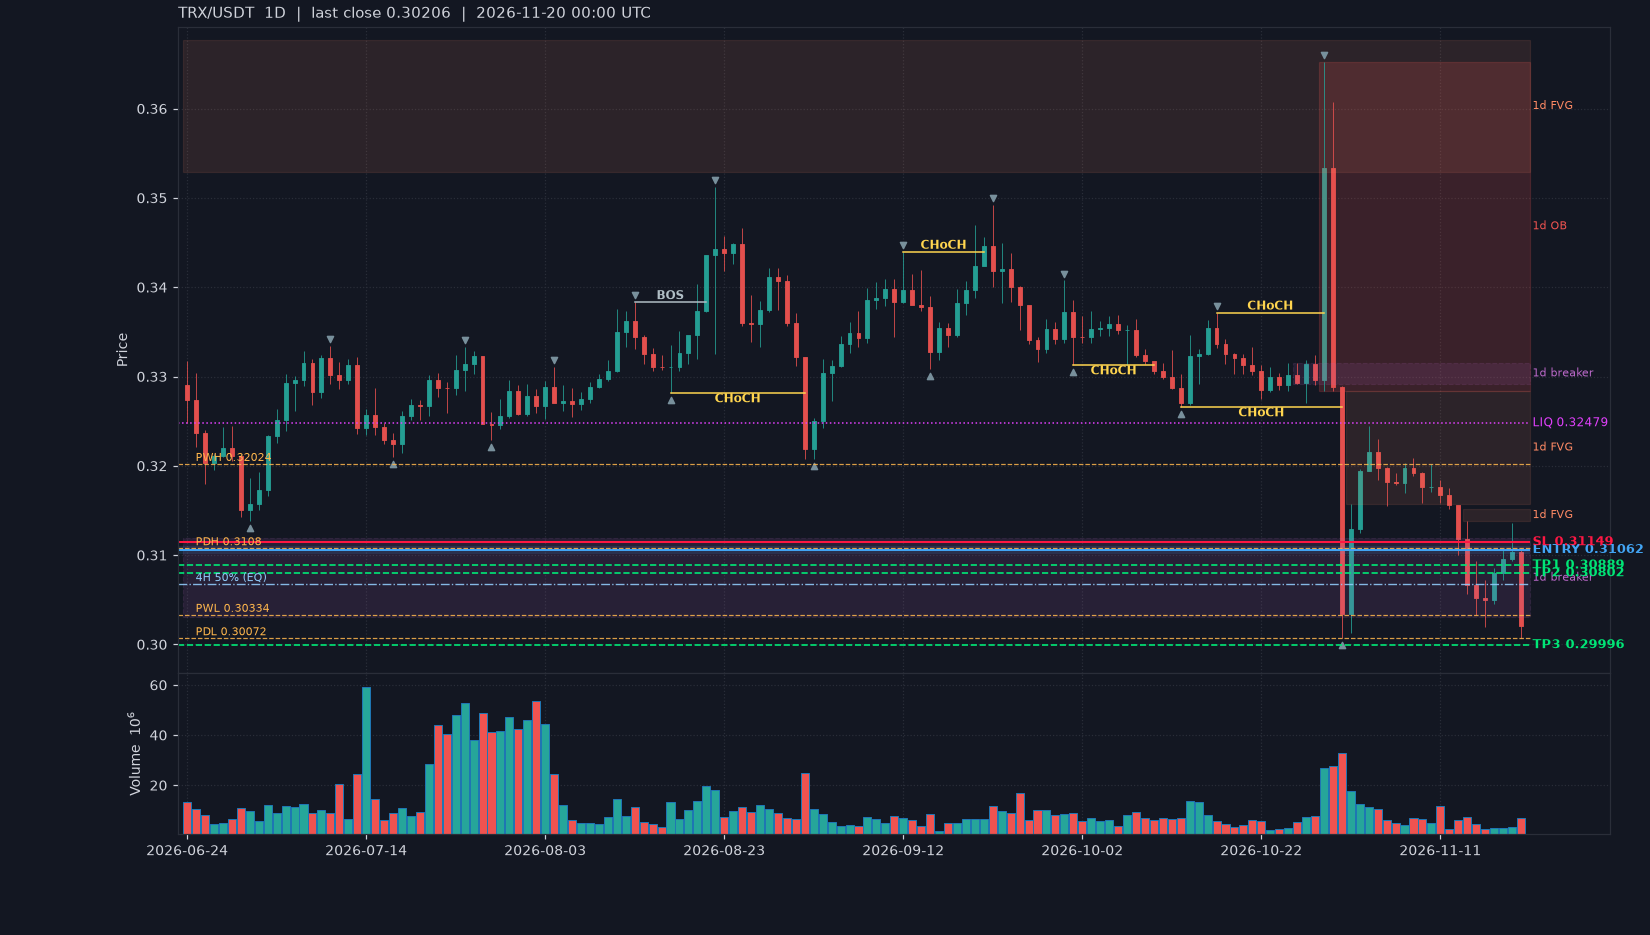 TRX/USDT 1D | last close 0.30206 | 2026-11-20 00:00 UTC
Price
0.36
0.35
0.34
0.33
0.32
0.31
0.30
1d FVG
1d OB
1d breaker
LIQ 0.32479
1d FVG
1d FVG
SL 0.31149
ENTRY 0.31062
TP1 0.30889
TP2 0.30802
1d breaker
TP3 0.29996
BOS
CHoCH
CHoCH
CHoCH
CHoCH
CHoCH
CHoCH
PWH 0.32024
PDH 0.3108
4H 50% (EQ)
PWL 0.30334
PDL 0.30072
Volume 10⁶
60
40
20
2026-06-24
2026-07-14
2026-08-03
2026-08-23
2026-09-12
2026-10-02
2026-10-22
2026-11-11